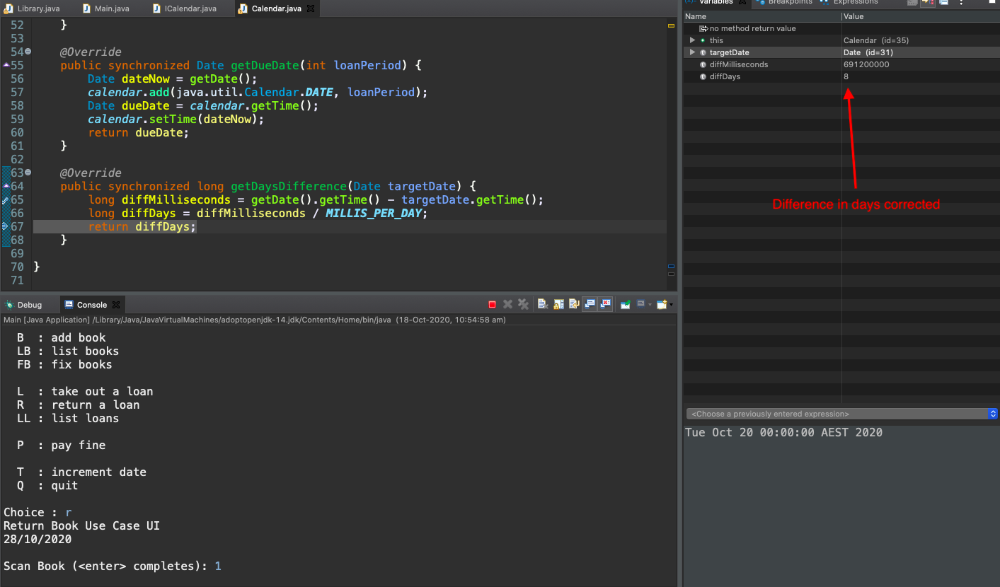 Library.java Main.java ICalendar.java Calendar.java
52 }
53
54 @Override
55 public synchronized Date getDueDate(int loanPeriod) {
56 Date dateNow = getDate();
57 calendar.add(java.util.Calendar.DATE, loanPeriod);
58 Date dueDate = calendar.getTime();
59 calendar.setTime(dateNow);
60 return dueDate;
61 }
62
63 @Override
64 public synchronized long getDaysDifference(Date targetDate) {
65 long diffMilliseconds = getDate().getTime() - targetDate.getTime();
66 long diffDays = diffMilliseconds / MILLIS_PER_DAY;
67 return diffDays;
68 }
69
70 }
71
Variables Breakpoints Expressions
Name Value
no method return value
this Calendar (id=35)
targetDate Date (id=31)
diffMilliseconds 691200000
diffDays 8
Difference in days corrected
<Choose a previously entered expression>
Tue Oct 20 00:00:00 AEST 2020
Debug Console
Main [Java Application] /Library/Java/JavaVirtualMachines/adoptopenjdk-14.jdk/Contents/Home/bin/java (18-Oct-2020, 10:54:58 am)
B : add book
LB : list books
FB : fix books
L : take out a loan
R : return a loan
LL : list loans
P : pay fine
T : increment date
Q : quit
Choice : r
Return Book Use Case UI
28/10/2020
Scan Book (<enter> completes): 1